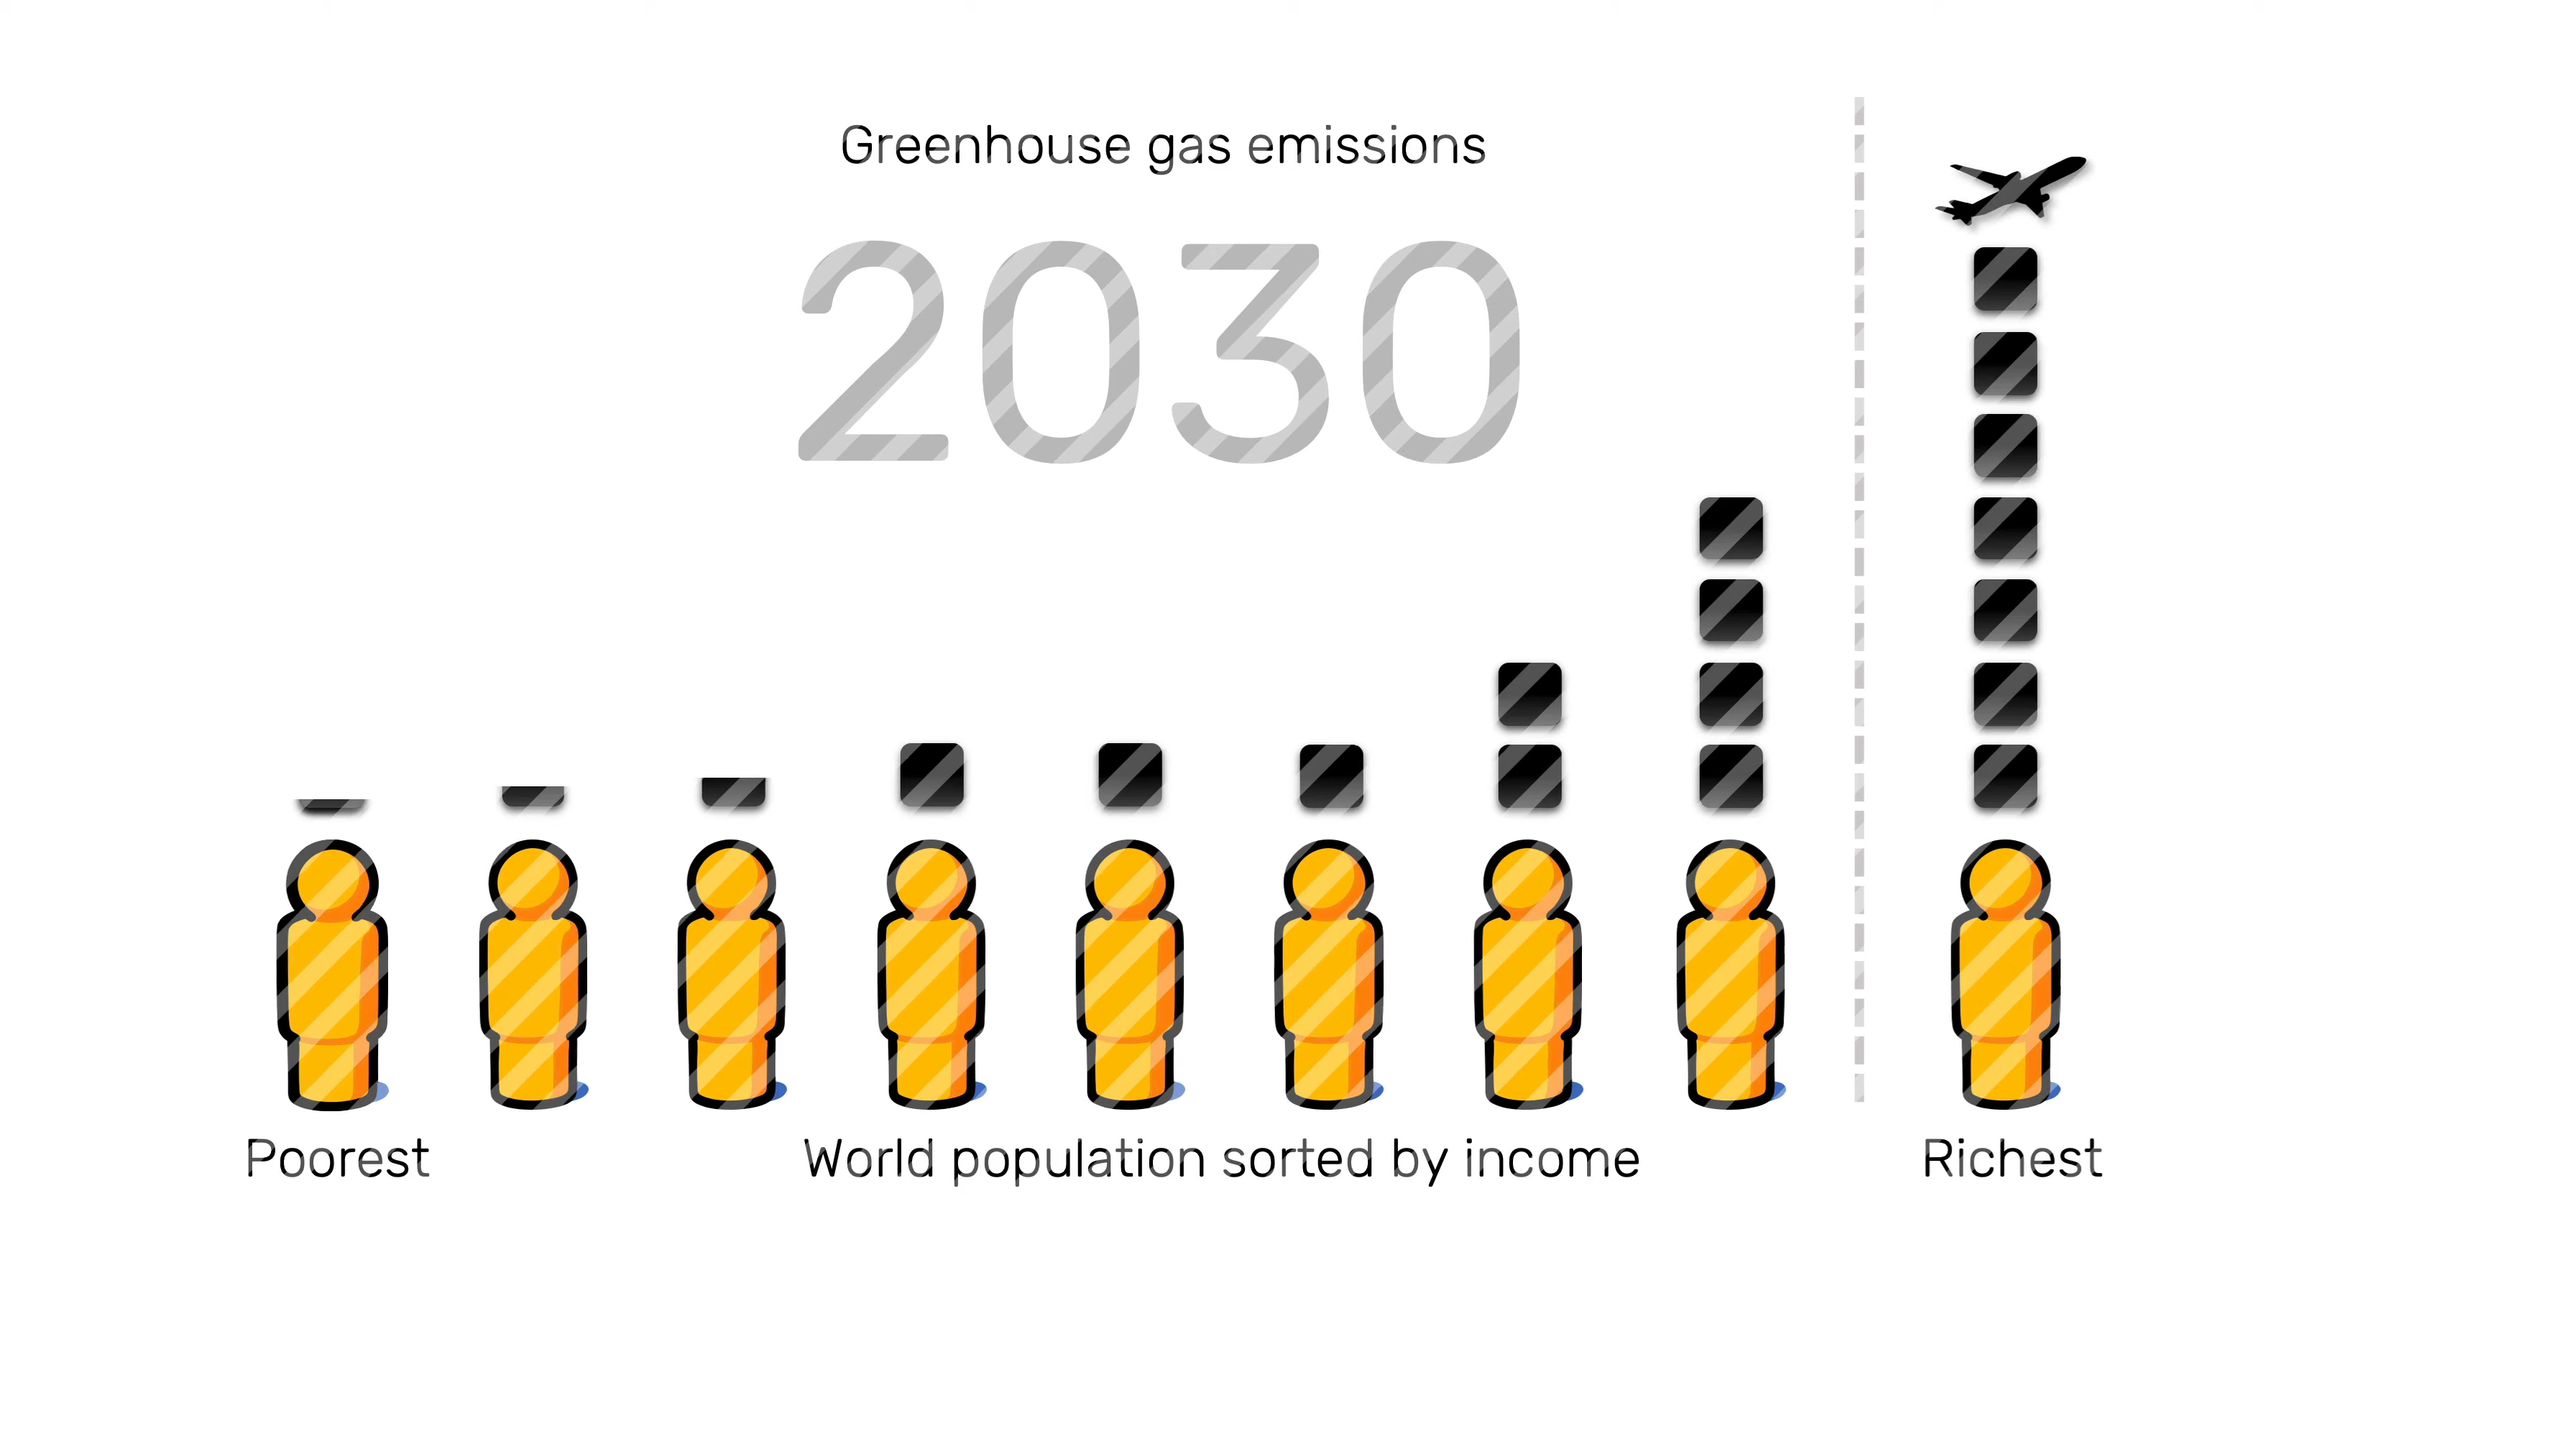 Greenhouse gas emissions
2030
Poorest
World population sorted by income
Richest